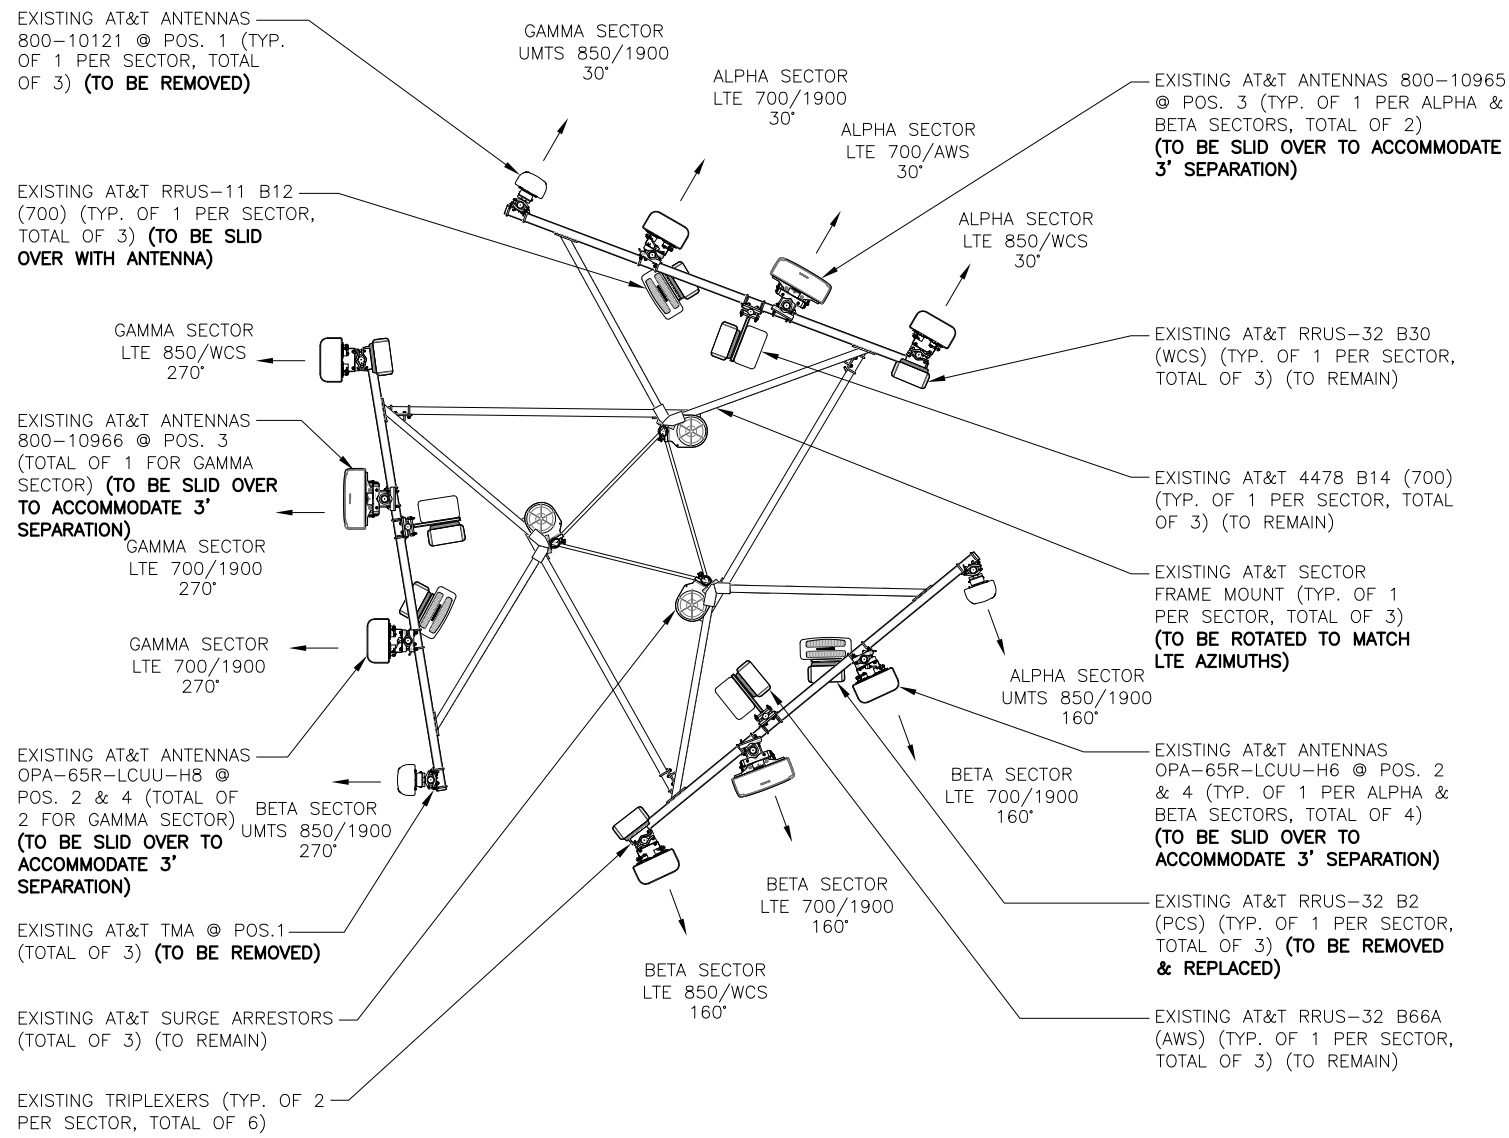 EXISTING AT&T ANTENNAS
800-10121 @ POS. 1 (TYP.
OF 1 PER SECTOR, TOTAL
OF 3) (TO BE REMOVED)
EXISTING AT&T RRUS-11 B12
(700) (TYP. OF 1 PER SECTOR,
TOTAL OF 3) (TO BE SLID
OVER WITH ANTENNA)
GAMMA SECTOR
UMTS 850/1900
30°
ALPHA SECTOR
LTE 700/1900
30°
ALPHA SECTOR
LTE 700/AWS
30°
ALPHA SECTOR
LTE 850/WCS
30°
EXISTING AT&T ANTENNAS 800-10965
@ POS. 3 (TYP. OF 1 PER ALPHA &
BETA SECTORS, TOTAL OF 2)
(TO BE SLID OVER TO ACCOMMODATE
3' SEPARATION)
EXISTING AT&T RRUS-32 B30
(WCS) (TYP. OF 1 PER SECTOR,
TOTAL OF 3) (TO REMAIN)
EXISTING AT&T 4478 B14 (700)
(TYP. OF 1 PER SECTOR, TOTAL
OF 3) (TO REMAIN)
EXISTING AT&T SECTOR
FRAME MOUNT (TYP. OF 1
PER SECTOR, TOTAL OF 3)
(TO BE ROTATED TO MATCH
LTE AZIMUTHS)
GAMMA SECTOR
LTE 850/WCS
270°
EXISTING AT&T ANTENNAS
800-10966 @ POS. 3
(TOTAL OF 1 FOR GAMMA
SECTOR) (TO BE SLID OVER
TO ACCOMMODATE 3'
SEPARATION)
GAMMA SECTOR
LTE 700/1900
270°
GAMMA SECTOR
LTE 700/1900
270°
EXISTING AT&T ANTENNAS
OPA-65R-LCUU-H8 @
POS. 2 & 4 (TOTAL OF
2 FOR GAMMA SECTOR)
(TO BE SLID OVER TO
ACCOMMODATE 3'
SEPARATION)
BETA SECTOR
UMTS 850/1900
270°
EXISTING AT&T TMA @ POS.1
(TOTAL OF 3) (TO BE REMOVED)
EXISTING AT&T SURGE ARRESTORS
(TOTAL OF 3) (TO REMAIN)
EXISTING TRIPLEXERS (TYP. OF 2
PER SECTOR, TOTAL OF 6)
ALPHA SECTOR
UMTS 850/1900
160°
BETA SECTOR
LTE 700/1900
160°
BETA SECTOR
LTE 700/1900
160°
BETA SECTOR
LTE 850/WCS
160°
EXISTING AT&T ANTENNAS
OPA-65R-LCUU-H6 @ POS. 2
& 4 (TYP. OF 1 PER ALPHA &
BETA SECTORS, TOTAL OF 4)
(TO BE SLID OVER TO
ACCOMMODATE 3' SEPARATION)
EXISTING AT&T RRUS-32 B2
(PCS) (TYP. OF 1 PER SECTOR,
TOTAL OF 3) (TO BE REMOVED
& REPLACED)
EXISTING AT&T RRUS-32 B66A
(AWS) (TYP. OF 1 PER SECTOR,
TOTAL OF 3) (TO REMAIN)